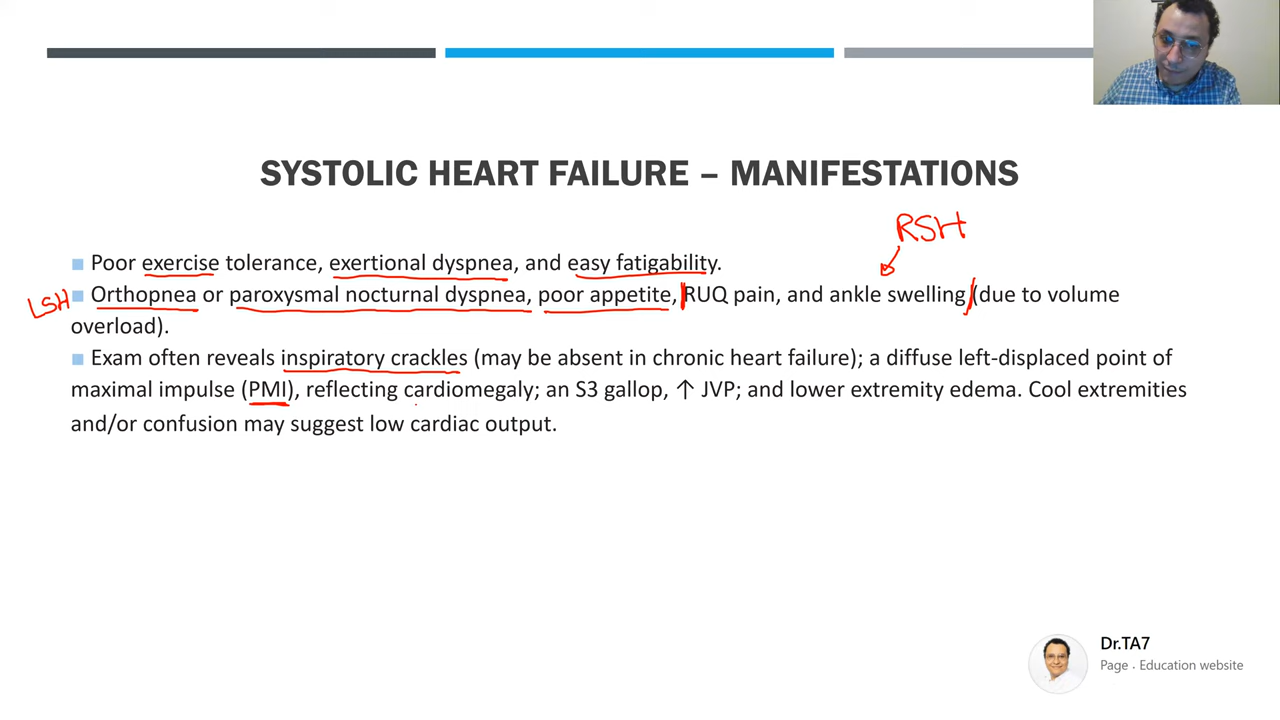 SYSTOLIC HEART FAILURE – MANIFESTATIONS
RSH
Poor exercise tolerance, exertional dyspnea, and easy fatigability.
LSH
Orthopnea or paroxysmal nocturnal dyspnea, poor appetite, RUQ pain, and ankle swelling (due to volume
overload).
Exam often reveals inspiratory crackles (may be absent in chronic heart failure); a diffuse left-displaced point of
maximal impulse (PMI), reflecting cardiomegaly; an S3 gallop, ↑ JVP; and lower extremity edema. Cool extremities
and/or confusion may suggest low cardiac output.
Dr.TA7
Page . Education website